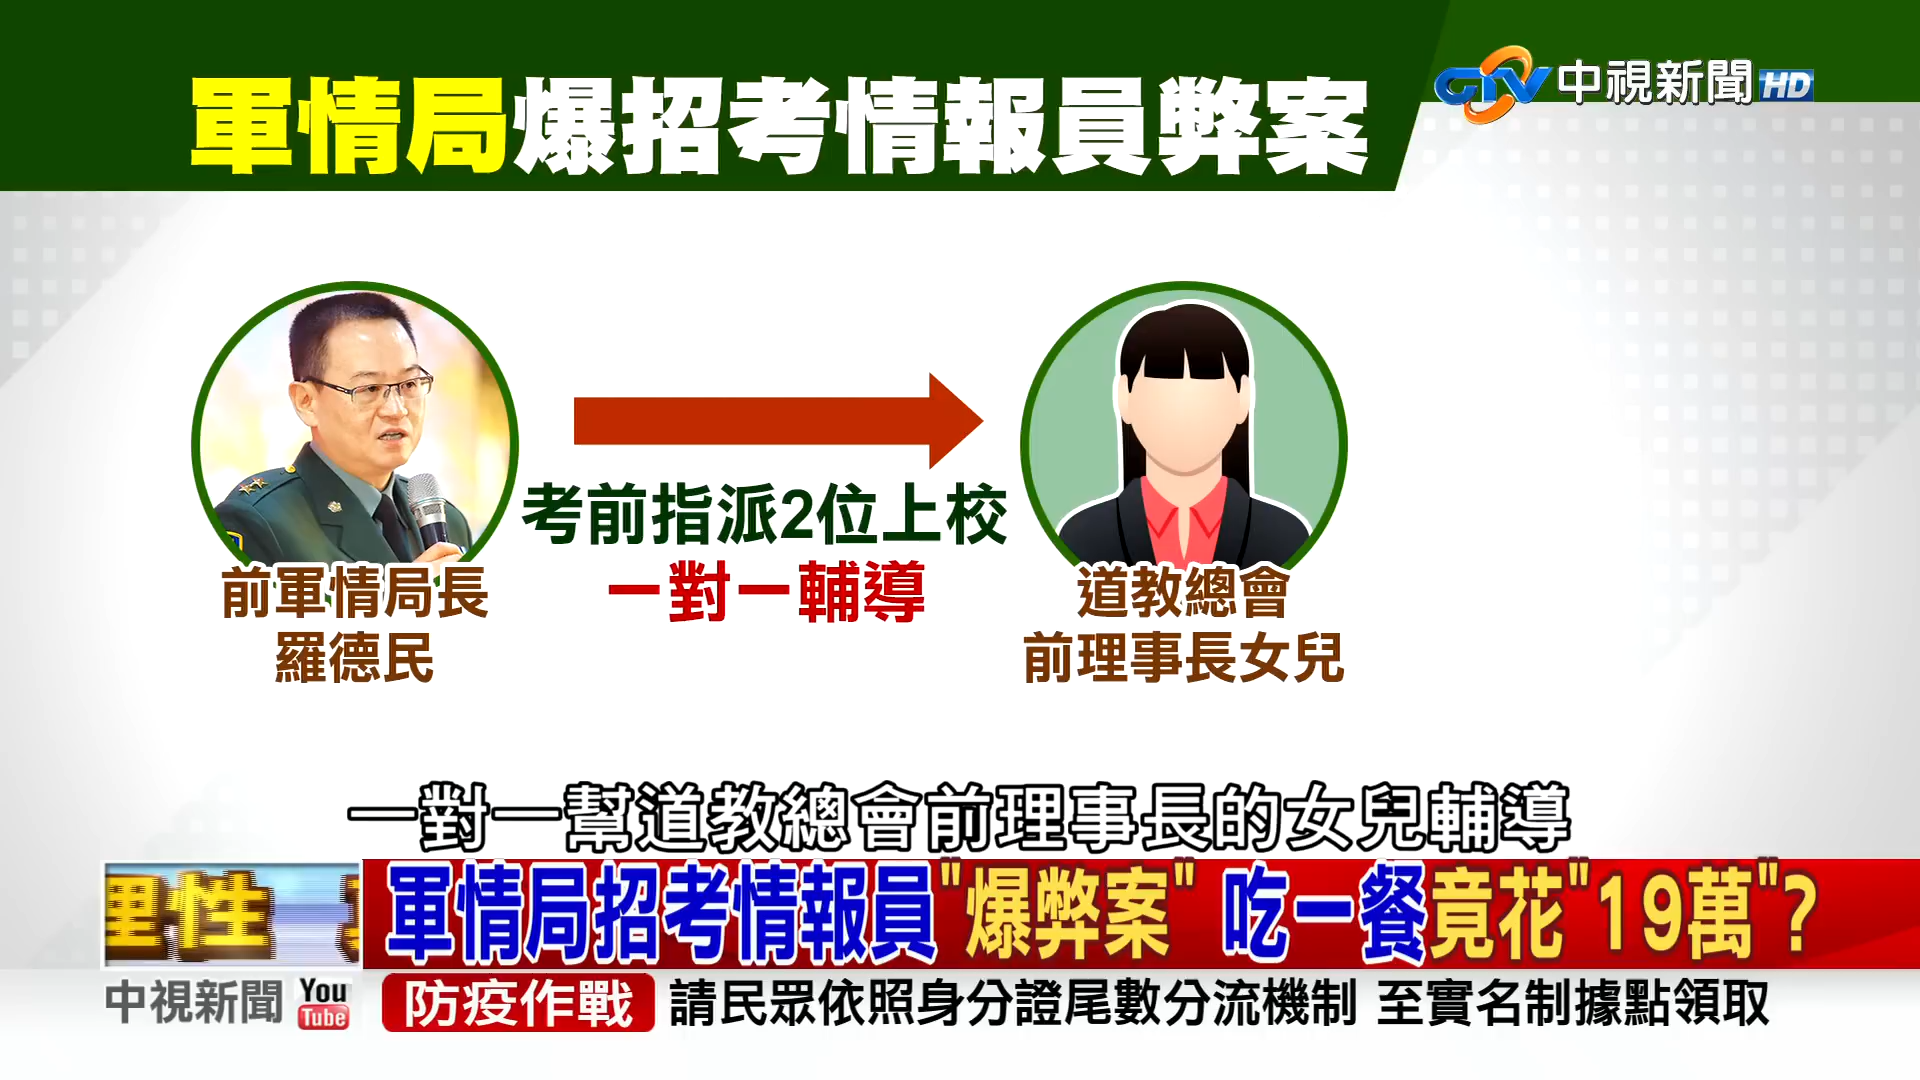 軍情局爆招考情報員弊案
CTV中視新聞HD
考前指派2位上校
一對一輔導
前軍情局長
羅德民
道教總會
前理事長女兒
一對一幫道教總會前理事長的女兒輔導
性
軍情局招考情報員"爆弊案" 吃一餐竟花"19萬"?
中視新聞 YouTube
防疫作戰 請民眾依照身分證尾數分流機制 至實名制據點領取